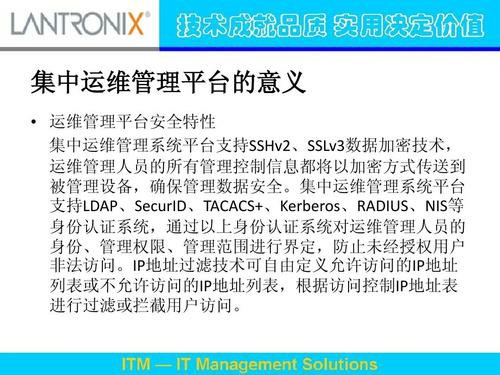 LANTRONIX®
技术成就品质 实用决定价值
集中运维管理平台的意义
• 运维管理平台安全特性
集中运维管理系统平台支持SSHv2、SSLv3数据加密技术，
运维管理人员的所有管理控制信息都将以加密方式传送到
被管理设备，确保管理数据安全。集中运维管理系统平台
支持LDAP、SecurID、TACACS+、Kerberos、RADIUS、NIS等
身份认证系统，通过以上身份认证系统对运维管理人员的
身份、管理权限、管理范围进行界定，防止未经授权用户
非法访问。IP地址过滤技术可自由定义允许访问的IP地址
列表或不允许访问的IP地址列表，根据访问控制IP地址表
进行过滤或拦截用户访问。
ITM — IT Management Solutions